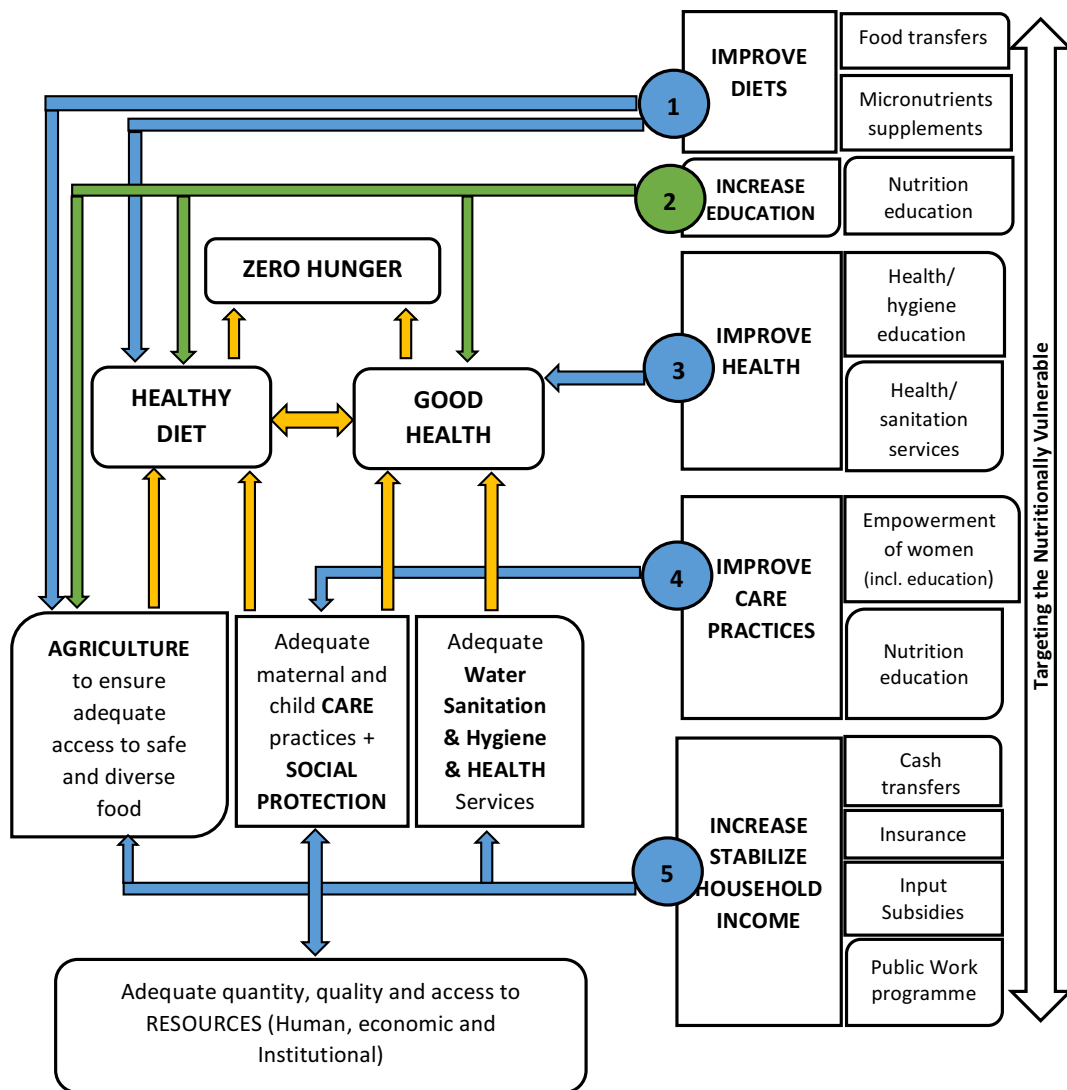 IMPROVE
DIETS
1
Food transfers
Micronutrients
supplements
2
INCREASE
EDUCATION
Nutrition
education
ZERO HUNGER
HEALTHY
DIET
GOOD
HEALTH
3
IMPROVE
HEALTH
Health/
hygiene
education
Health/
sanitation
services
4
IMPROVE
CARE
PRACTICES
Empowerment
of women
(incl. education)
Nutrition
education
AGRICULTURE
to ensure
adequate
access to safe
and diverse
food
Adequate
maternal and
child CARE
practices +
SOCIAL
PROTECTION
Adequate
Water
Sanitation
& Hygiene
& HEALTH
Services
5
INCREASE
STABILIZE
HOUSEHOLD
INCOME
Cash
transfers
Insurance
Input
Subsidies
Public Work
programme
Adequate quantity, quality and access to
RESOURCES (Human, economic and
Institutional)
Targeting the Nutritionally Vulnerable